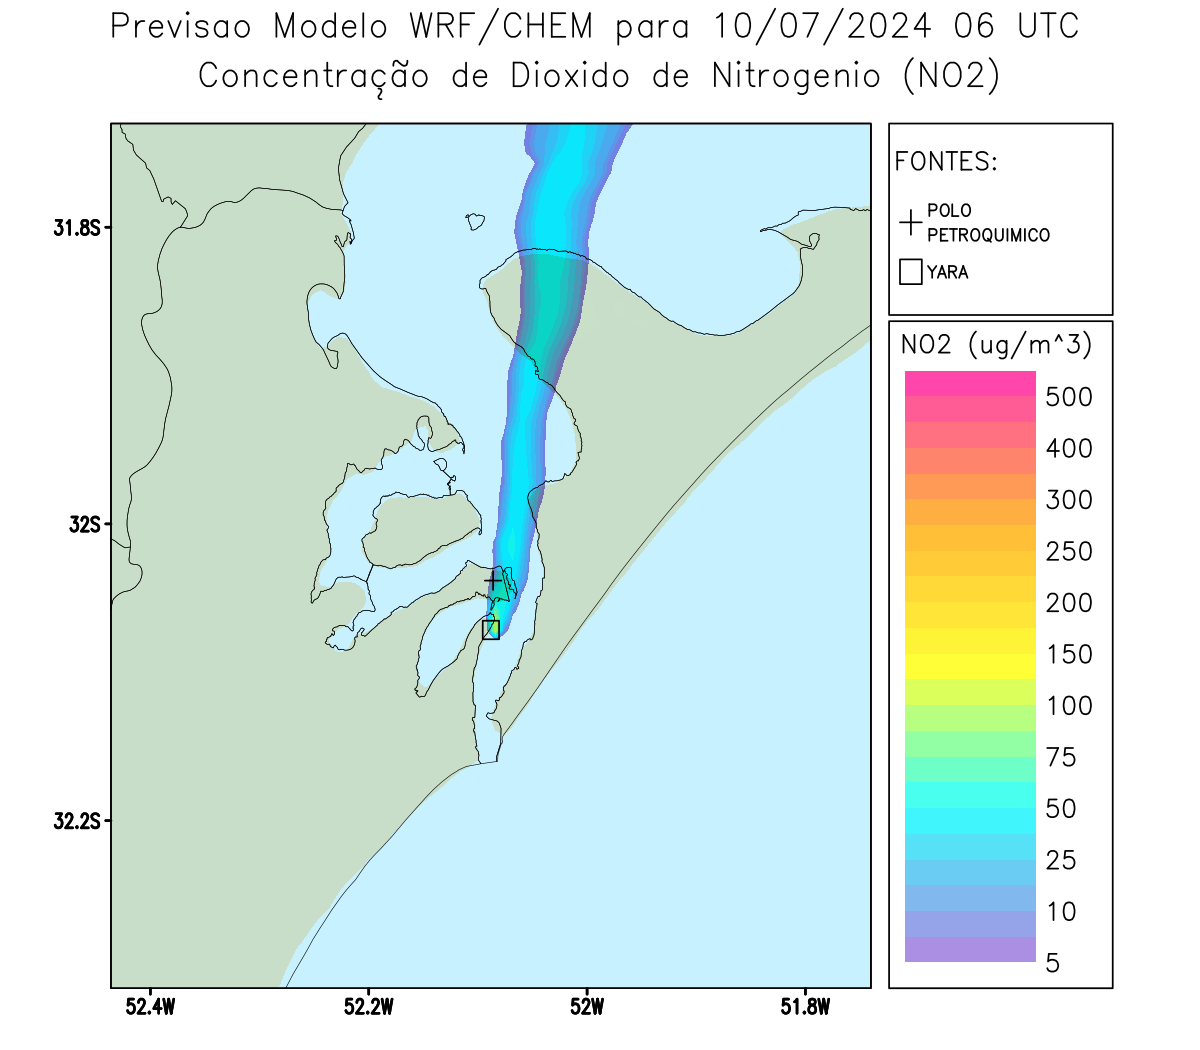 Previsao Modelo WRF/CHEM para 10/07/2024 06 UTC
Concentração de Dioxido de Nitrogenio (NO2)
31.8S
32S
32.2S
52.4W
52.2W
52W
51.8W
FONTES:
POLO
PETROQUIMICO
YARA
NO2 (ug/m^3)
500
400
300
250
200
150
100
75
50
25
10
5